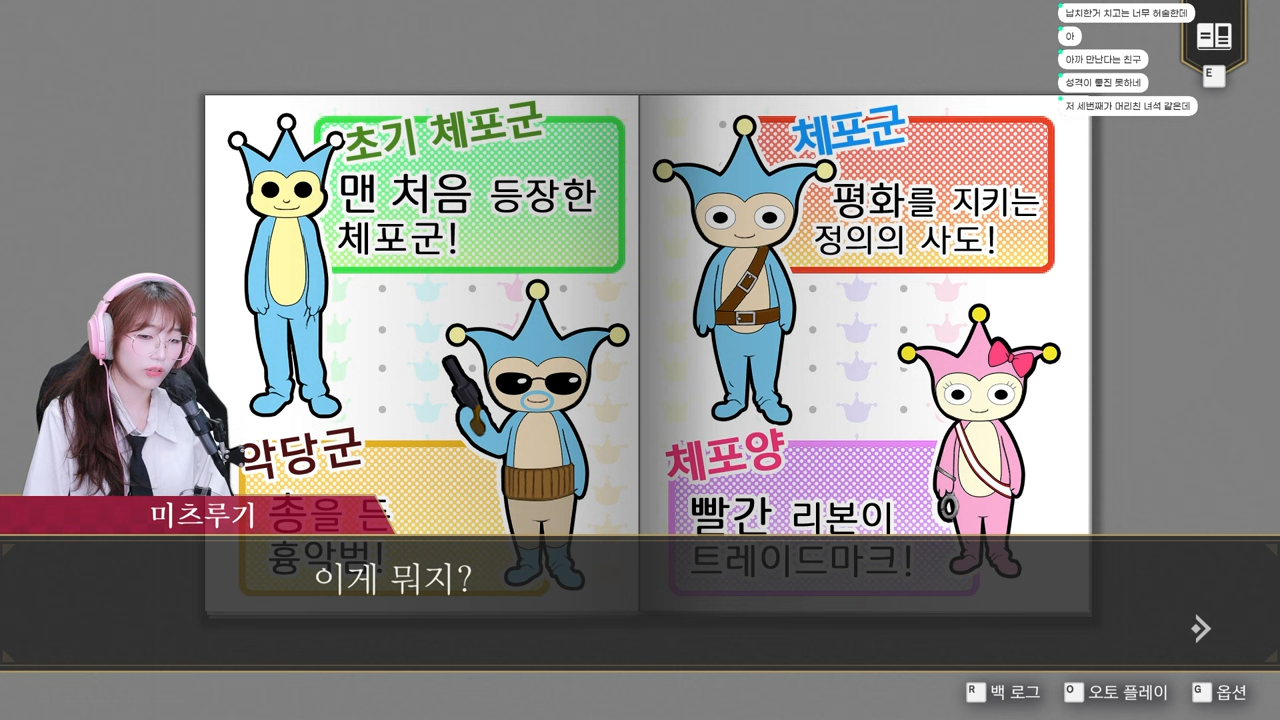 납치한거 치고는 너무 허술한데
아
아까 만난다는 친구
성격이 좋진 못하네
저 세번째가 머리친 녀석 같은데
E
초기 체포군
맨 처음 등장한
체포군!
체포군
평화를 지키는
정의의 사도!
악당군
총을 든
흉악범!
체포양
빨간 리본이
트레이드마크!
미츠루기
이게 뭐지?
R 백 로그
O 오토 플레이
G 옵션